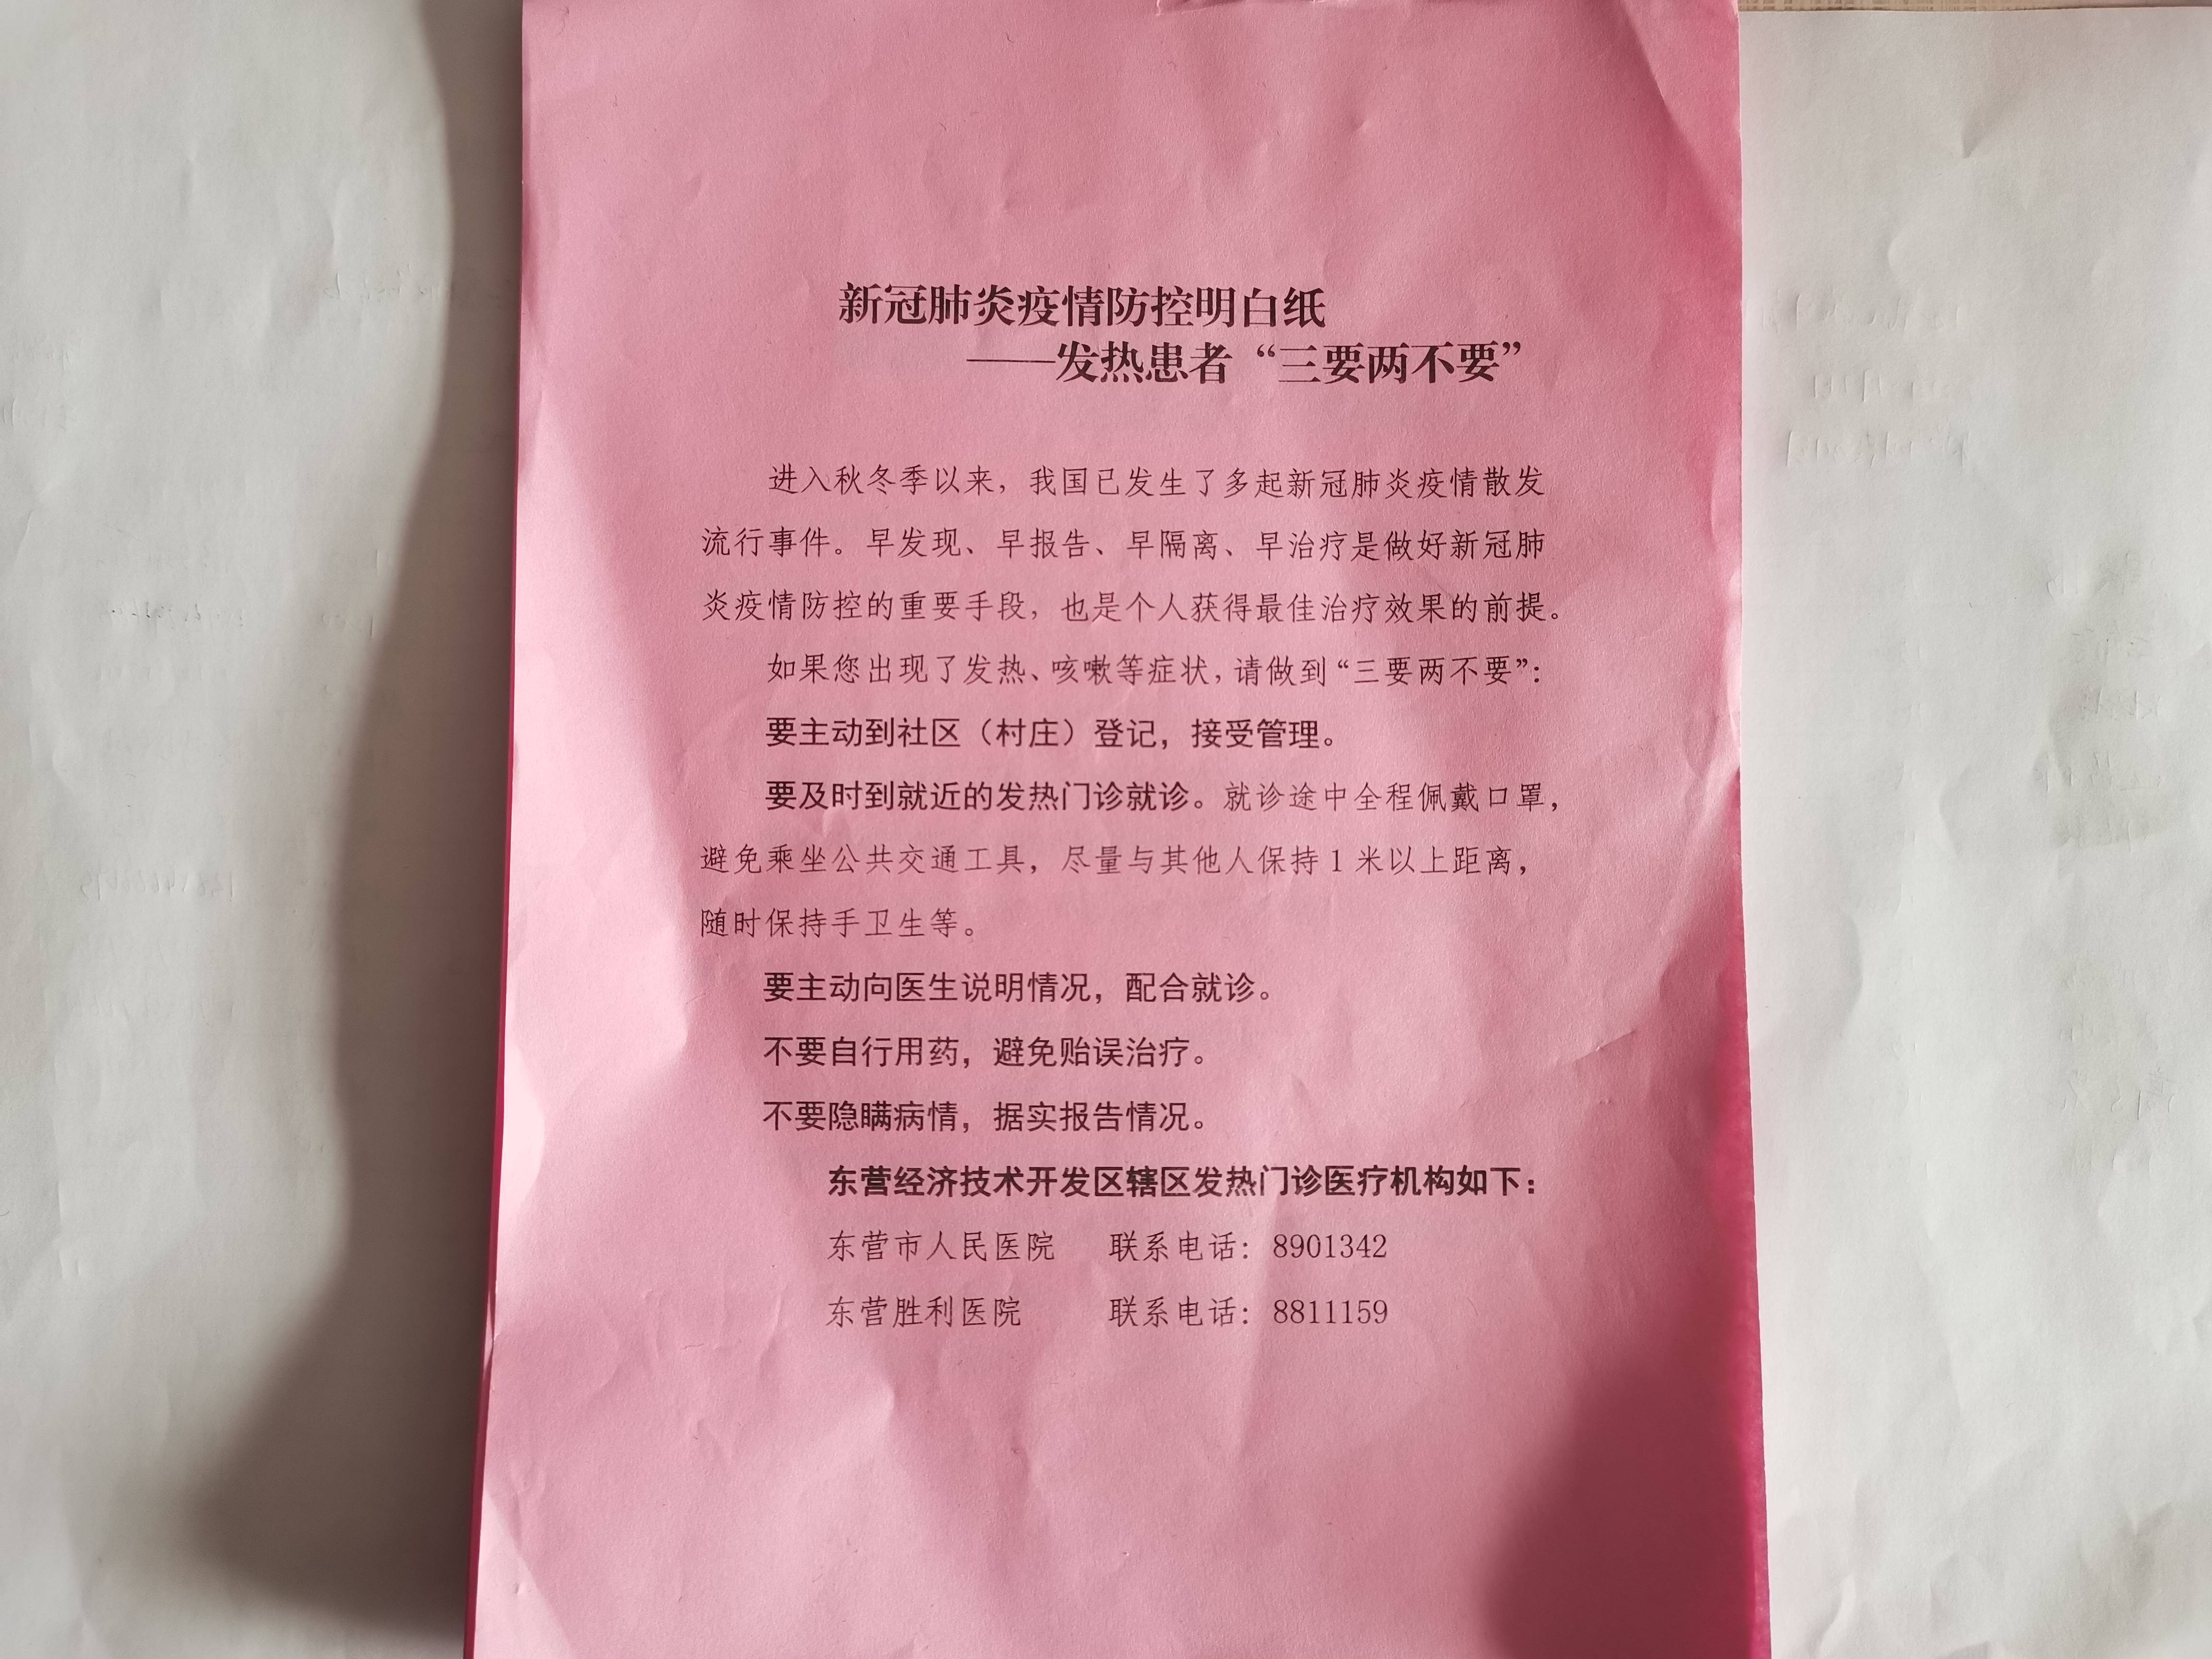 新冠肺炎疫情防控明白纸
——发热患者“三要两不要”
进入秋冬季以来，我国已发生了多起新冠肺炎疫情散发
流行事件。早发现、早报告、早隔离、早治疗是做好新冠肺
炎疫情防控的重要手段，也是个人获得最佳治疗效果的前提。
如果您出现了发热、咳嗽等症状，请做到“三要两不要”：
要主动到社区（村庄）登记，接受管理。
要及时到就近的发热门诊就诊。就诊途中全程佩戴口罩，
避免乘坐公共交通工具，尽量与其他人保持1米以上距离，
随时保持手卫生等。
要主动向医生说明情况，配合就诊。
不要自行用药，避免贻误治疗。
不要隐瞒病情，据实报告情况。
东营经济技术开发区辖区发热门诊医疗机构如下：
东营市人民医院 联系电话：8901342
东营胜利医院 联系电话：8811159